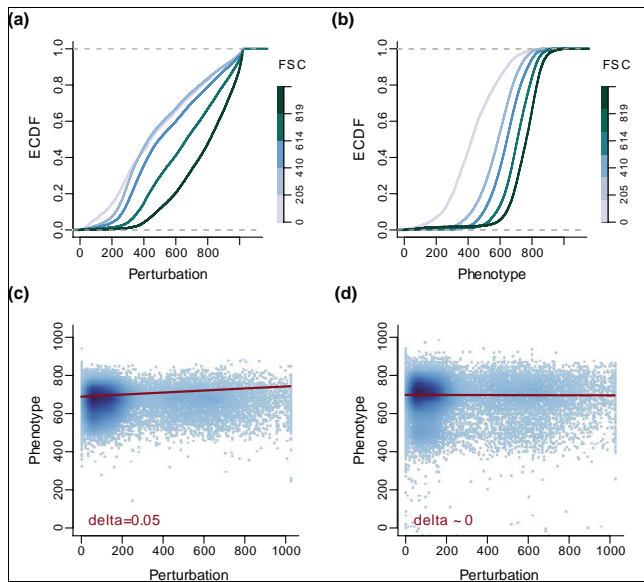 (a)
FSC
819
614
410
205
0
ECDF
1.0
0.8
0.6
0.4
0.2
0.0
0 200 400 600 800
Perturbation
(b)
FSC
819
614
410
205
0
ECDF
1.0
0.8
0.6
0.4
0.2
0.0
0 200 400 600 800
Phenotype
(c)
Phenotype
1000
800
600
400
200
0
delta=0.05
0 200 400 600 800 1000
Perturbation
(d)
Phenotype
1000
800
600
400
200
0
delta ~ 0
0 200 400 600 800 1000
Perturbation